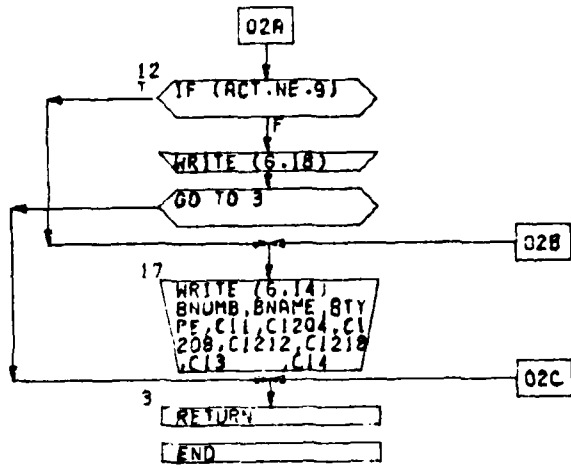 02A
12
T
IF (ACT.NE.9)
F
WRITE (6.18)
GO TO 3
02B
17
WRITE (6.14)
BNUMB,BNAME,BTY
PE,C11,C1204,C1
208,C1212,C1218
,C13 ,C14
02C
3
RETURN
END